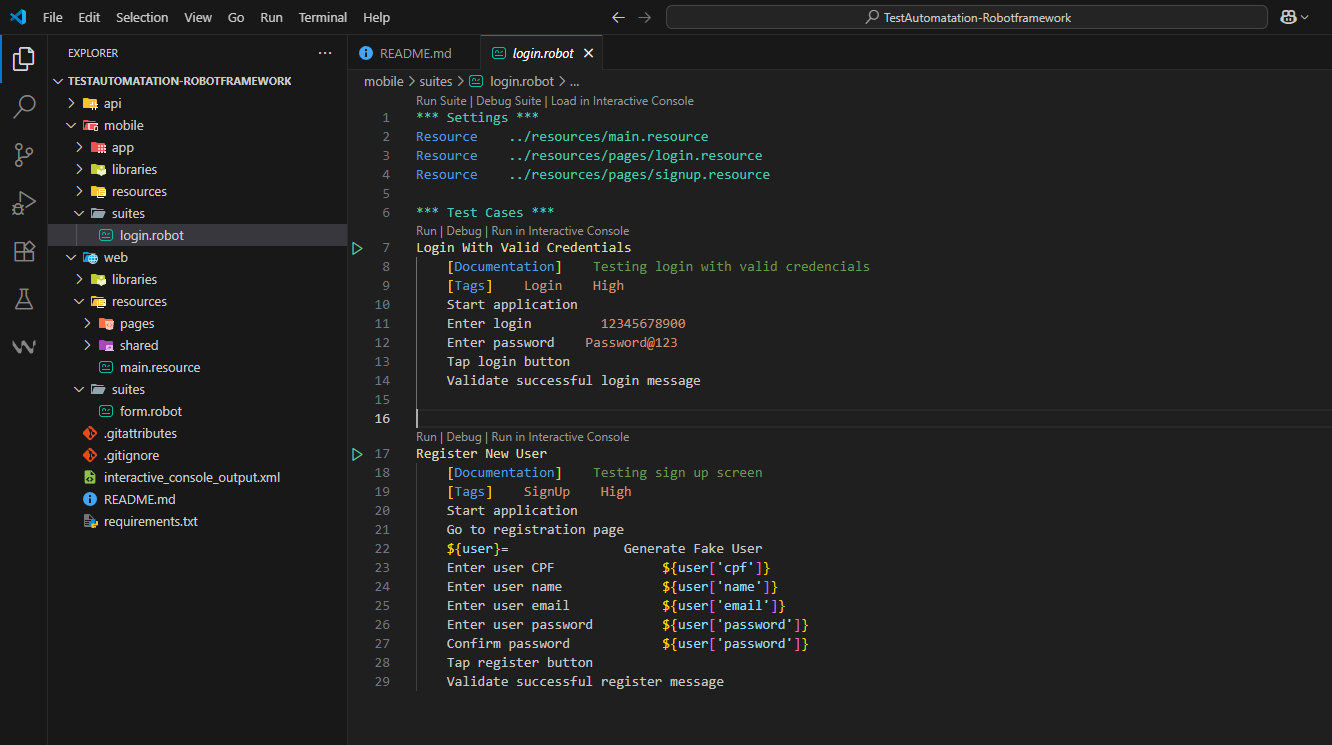 File Edit Selection View Go Run Terminal Help TestAutomatation-Robotframework
EXPLORER ...
TESTAUTOMATATION-ROBOTFRAMEWORK
api
mobile
app
libraries
resources
suites
login.robot
web
libraries
resources
pages
shared
main.resource
suites
form.robot
.gitattributes
.gitignore
interactive_console_output.xml
README.md
requirements.txt
README.md login.robot
mobile > suites > login.robot > ...
Run Suite | Debug Suite | Load in Interactive Console
1 *** Settings ***
2 Resource    ../resources/main.resource
3 Resource    ../resources/pages/login.resource
4 Resource    ../resources/pages/signup.resource
5
6 *** Test Cases ***
Run | Debug | Run in Interactive Console
7 Login With Valid Credentials
8     [Documentation]    Testing login with valid credencials
9     [Tags]    Login    High
10     Start application
11     Enter login         12345678900
12     Enter password    Password@123
13     Tap login button
14     Validate successful login message
15
16
Run | Debug | Run in Interactive Console
17 Register New User
18     [Documentation]    Testing sign up screen
19     [Tags]    SignUp    High
20     Start application
21     Go to registration page
22     ${user}=               Generate Fake User
23     Enter user CPF              ${user['cpf']}
24     Enter user name             ${user['name']}
25     Enter user email            ${user['email']}
26     Enter user password         ${user['password']}
27     Confirm password            ${user['password']}
28     Tap register button
29     Validate successful register message